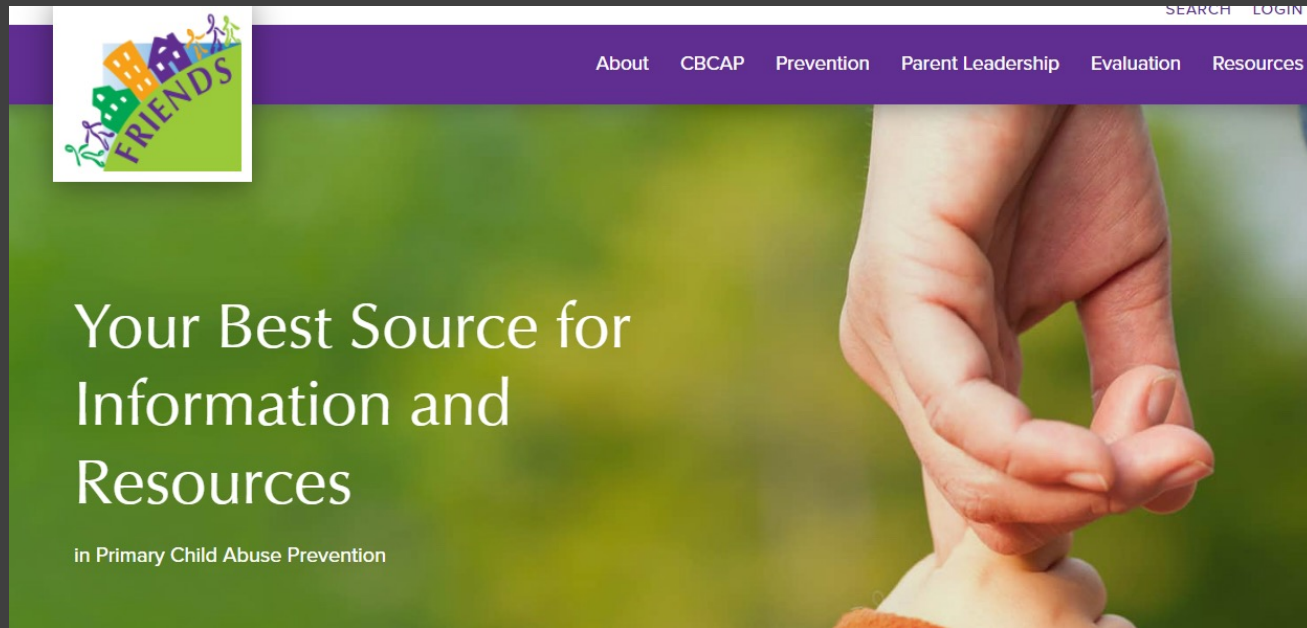 SEARCH LOGIN
FRIENDS
About CBCAP Prevention Parent Leadership Evaluation Resources
Your Best Source for
Information and
Resources
in Primary Child Abuse Prevention